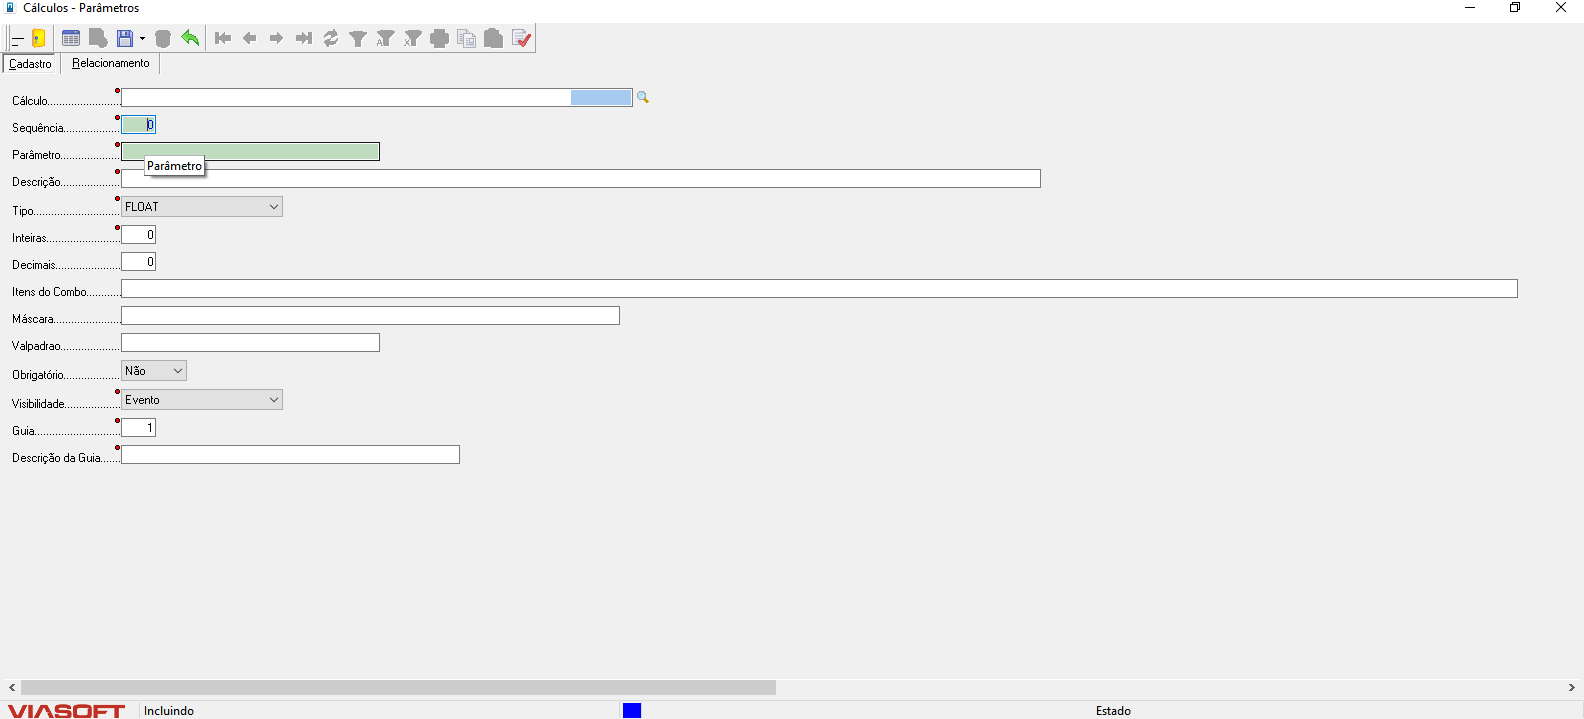 Cálculos - Parâmetros
Cadastro Relacionamento
Cálculo
Sequência 0
Parâmetro
Parâmetro
Descrição
Tipo FLOAT
Inteiras 0
Decimais 0
Itens do Combo
Máscara
Valpadrao
Obrigatório Não
Visibilidade Evento
Guia 1
Descrição da Guia
VIASOFT Incluindo Estado